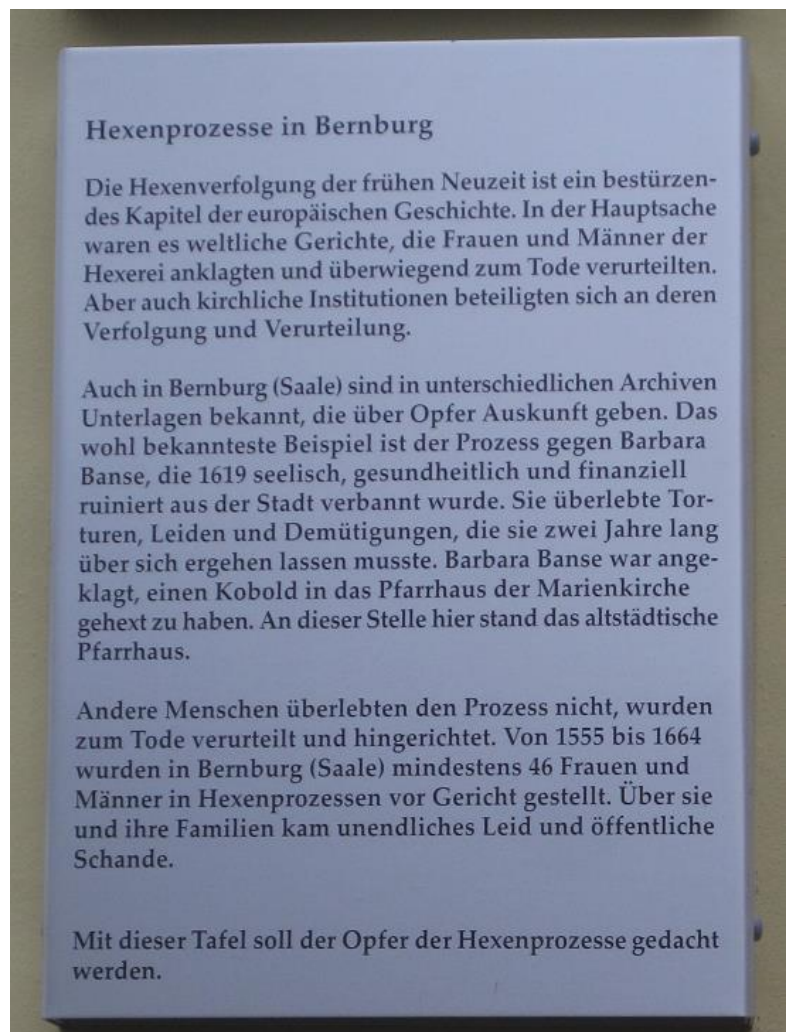 Hexenprozesse in Bernburg
Die Hexenverfolgung der frühen Neuzeit ist ein bestürzen-
des Kapitel der europäischen Geschichte. In der Hauptsache
waren es weltliche Gerichte, die Frauen und Männer der
Hexerei anklagten und überwiegend zum Tode verurteilten.
Aber auch kirchliche Institutionen beteiligten sich an deren
Verfolgung und Verurteilung.
Auch in Bernburg (Saale) sind in unterschiedlichen Archiven
Unterlagen bekannt, die über Opfer Auskunft geben. Das
wohl bekannteste Beispiel ist der Prozess gegen Barbara
Banse, die 1619 seelisch, gesundheitlich und finanziell
ruiniert aus der Stadt verbannt wurde. Sie überlebte Tor-
turen, Leiden und Demütigungen, die sie zwei Jahre lang
über sich ergehen lassen musste. Barbara Banse war ange-
klagt, einen Kobold in das Pfarrhaus der Marienkirche
gehext zu haben. An dieser Stelle hier stand das altstädtische
Pfarrhaus.
Andere Menschen überlebten den Prozess nicht, wurden
zum Tode verurteilt und hingerichtet. Von 1555 bis 1664
wurden in Bernburg (Saale) mindestens 46 Frauen und
Männer in Hexenprozessen vor Gericht gestellt. Über sie
und ihre Familien kam unendliches Leid und öffentliche
Schande.
Mit dieser Tafel soll der Opfer der Hexenprozesse gedacht
werden.